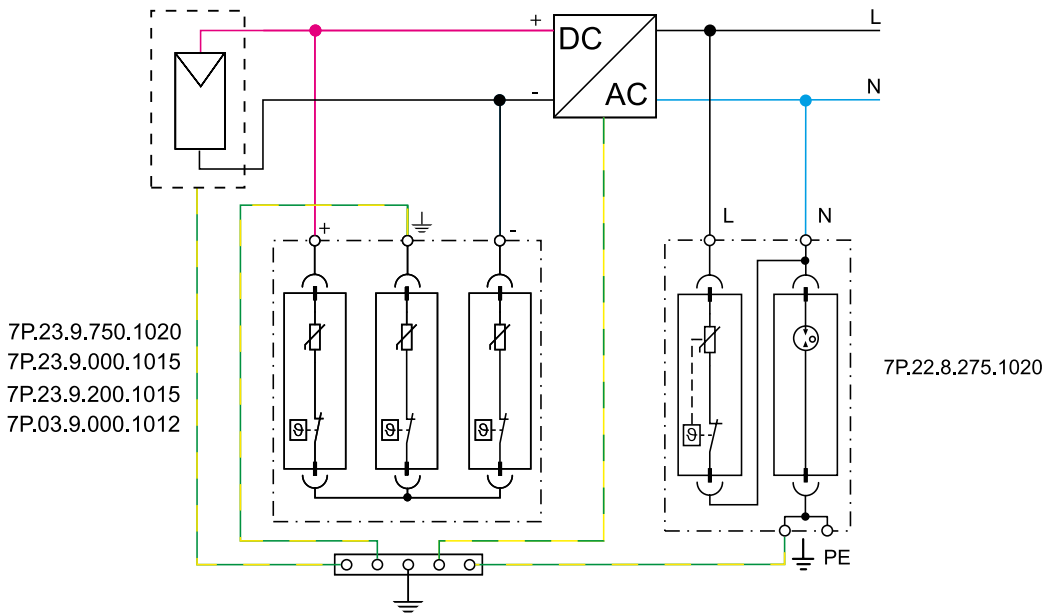 +
L
DC
-
AC
N
L
N
+
-
7P.23.9.750.1020
7P.23.9.000.1015
7P.23.9.200.1015
7P.03.9.000.1012
7P.22.8.275.1020
ϑ
ϑ
ϑ
ϑ
PE